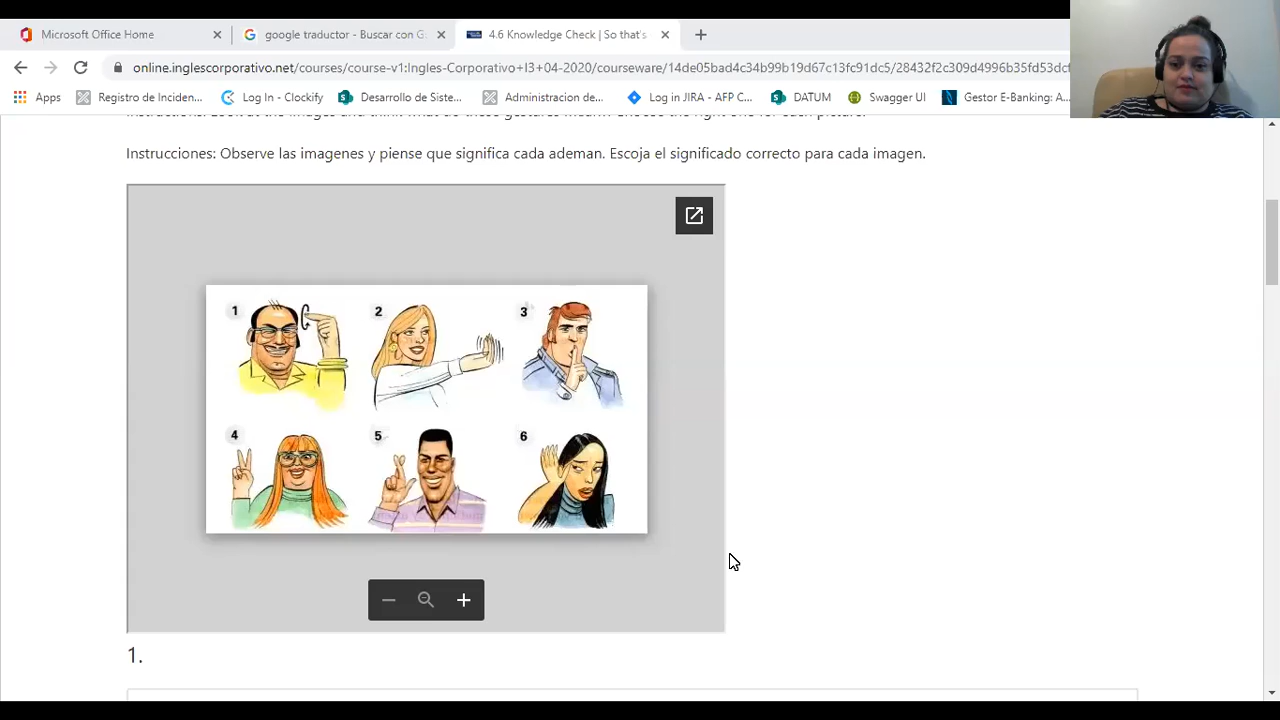 Microsoft Office Home
google traductor - Buscar con G
4.6 Knowledge Check | So that's
online.inglescorporativo.net/courses/course-v1:Ingles-Corporativo+I3+04-2020/courseware/14de05bad4c34b99b19d67c13fc91dc5/28432f2c309d4996b35fd53dcf
Apps
Registro de Inciden...
Log In - Clockify
Desarrollo de Siste...
Administracion de...
Log in JIRA - AFP C...
DATUM
Swagger UI
Gestor E-Banking: A...
Instrucciones: Observe las imagenes y piense que significa cada ademan. Escoja el significado correcto para cada imagen.
1 2 3
4 5 6
1.